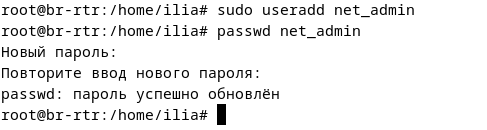 root@br-rtr:/home/ilia# sudo useradd net_admin
root@br-rtr:/home/ilia# passwd net_admin
Новый пароль:
Повторите ввод нового пароля:
passwd: пароль успешно обновлён
root@br-rtr:/home/ilia#